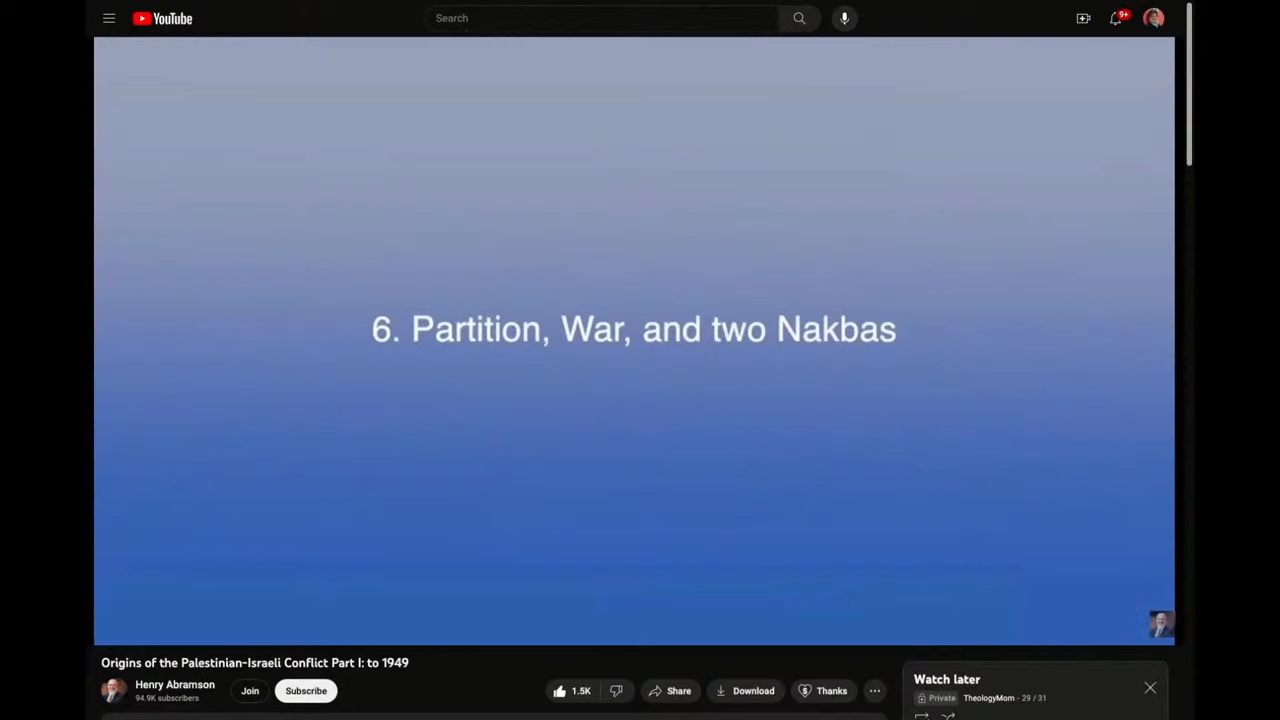 YouTube
Search
9+
6. Partition, War, and two Nakbas
Origins of the Palestinian-Israeli Conflict Part I: to 1949
Henry Abramson
94.9K subscribers
Join
Subscribe
1.5K
Share
Download
Thanks
Watch later
Private TheologyMom - 29 / 31